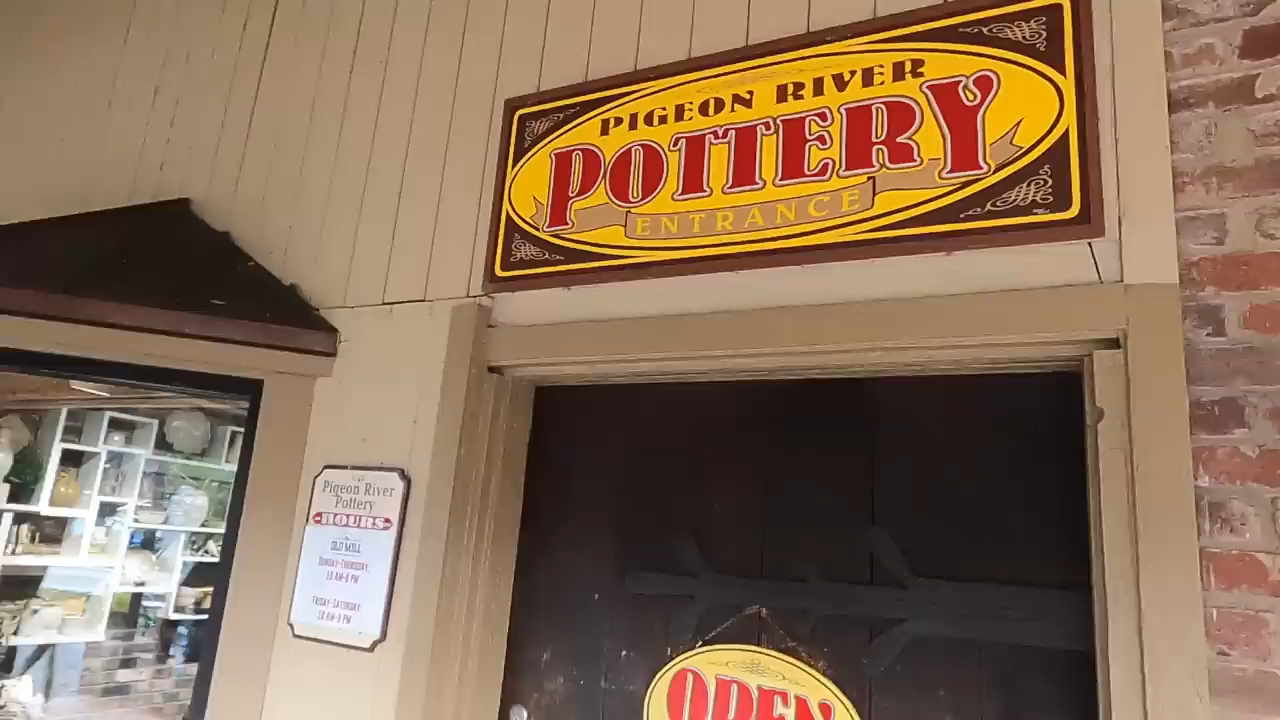 PIGEON RIVER
POTTERY
ENTRANCE
Pigeon River
Pottery
HOURS
OLD MILL
SUNDAY-THURSDAY
10 AM-8 PM
FRIDAY-SATURDAY
10 AM-9 PM
OPEN